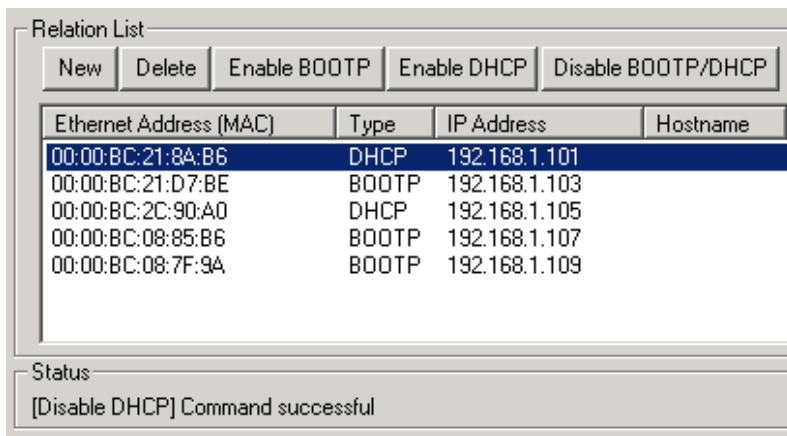 Relation List
New Delete Enable BOOTP Enable DHCP Disable BOOTP/DHCP
Ethernet Address (MAC) Type IP Address Hostname
00:00:BC:21:8A:B6 DHCP 192.168.1.101
00:00:BC:21:D7:BE BOOTP 192.168.1.103
00:00:BC:2C:90:A0 DHCP 192.168.1.105
00:00:BC:08:85:B6 BOOTP 192.168.1.107
00:00:BC:08:7F:9A BOOTP 192.168.1.109
Status
[Disable DHCP] Command successful